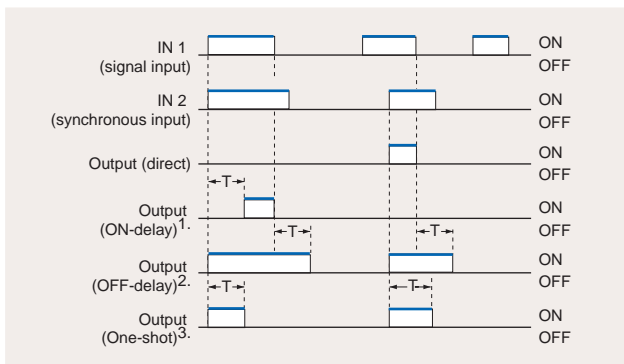 IN 1
(signal input)
ON
OFF
IN 2
(synchronous input)
ON
OFF
Output (direct)
ON
OFF
T
Output
(ON-delay)1.
ON
OFF
T
T
Output
(OFF-delay)2.
ON
OFF
T
T
Output
(One-shot)3.
ON
OFF